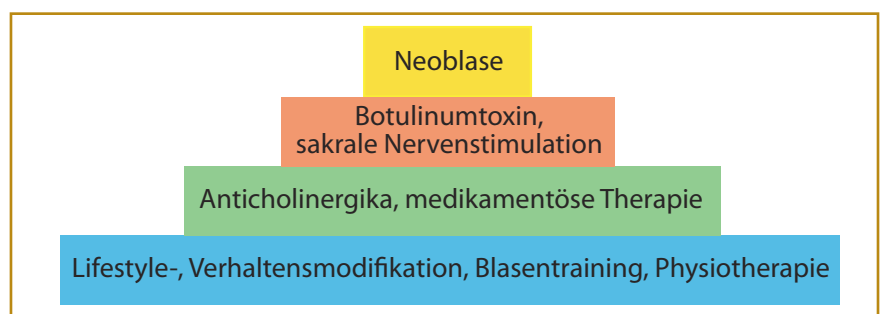 Neoblase
Botulinumtoxin,
sakrale Nervenstimulation
Anticholinergika, medikamentöse Therapie
Lifestyle-, Verhaltensmodifikation, Blasentraining, Physiotherapie